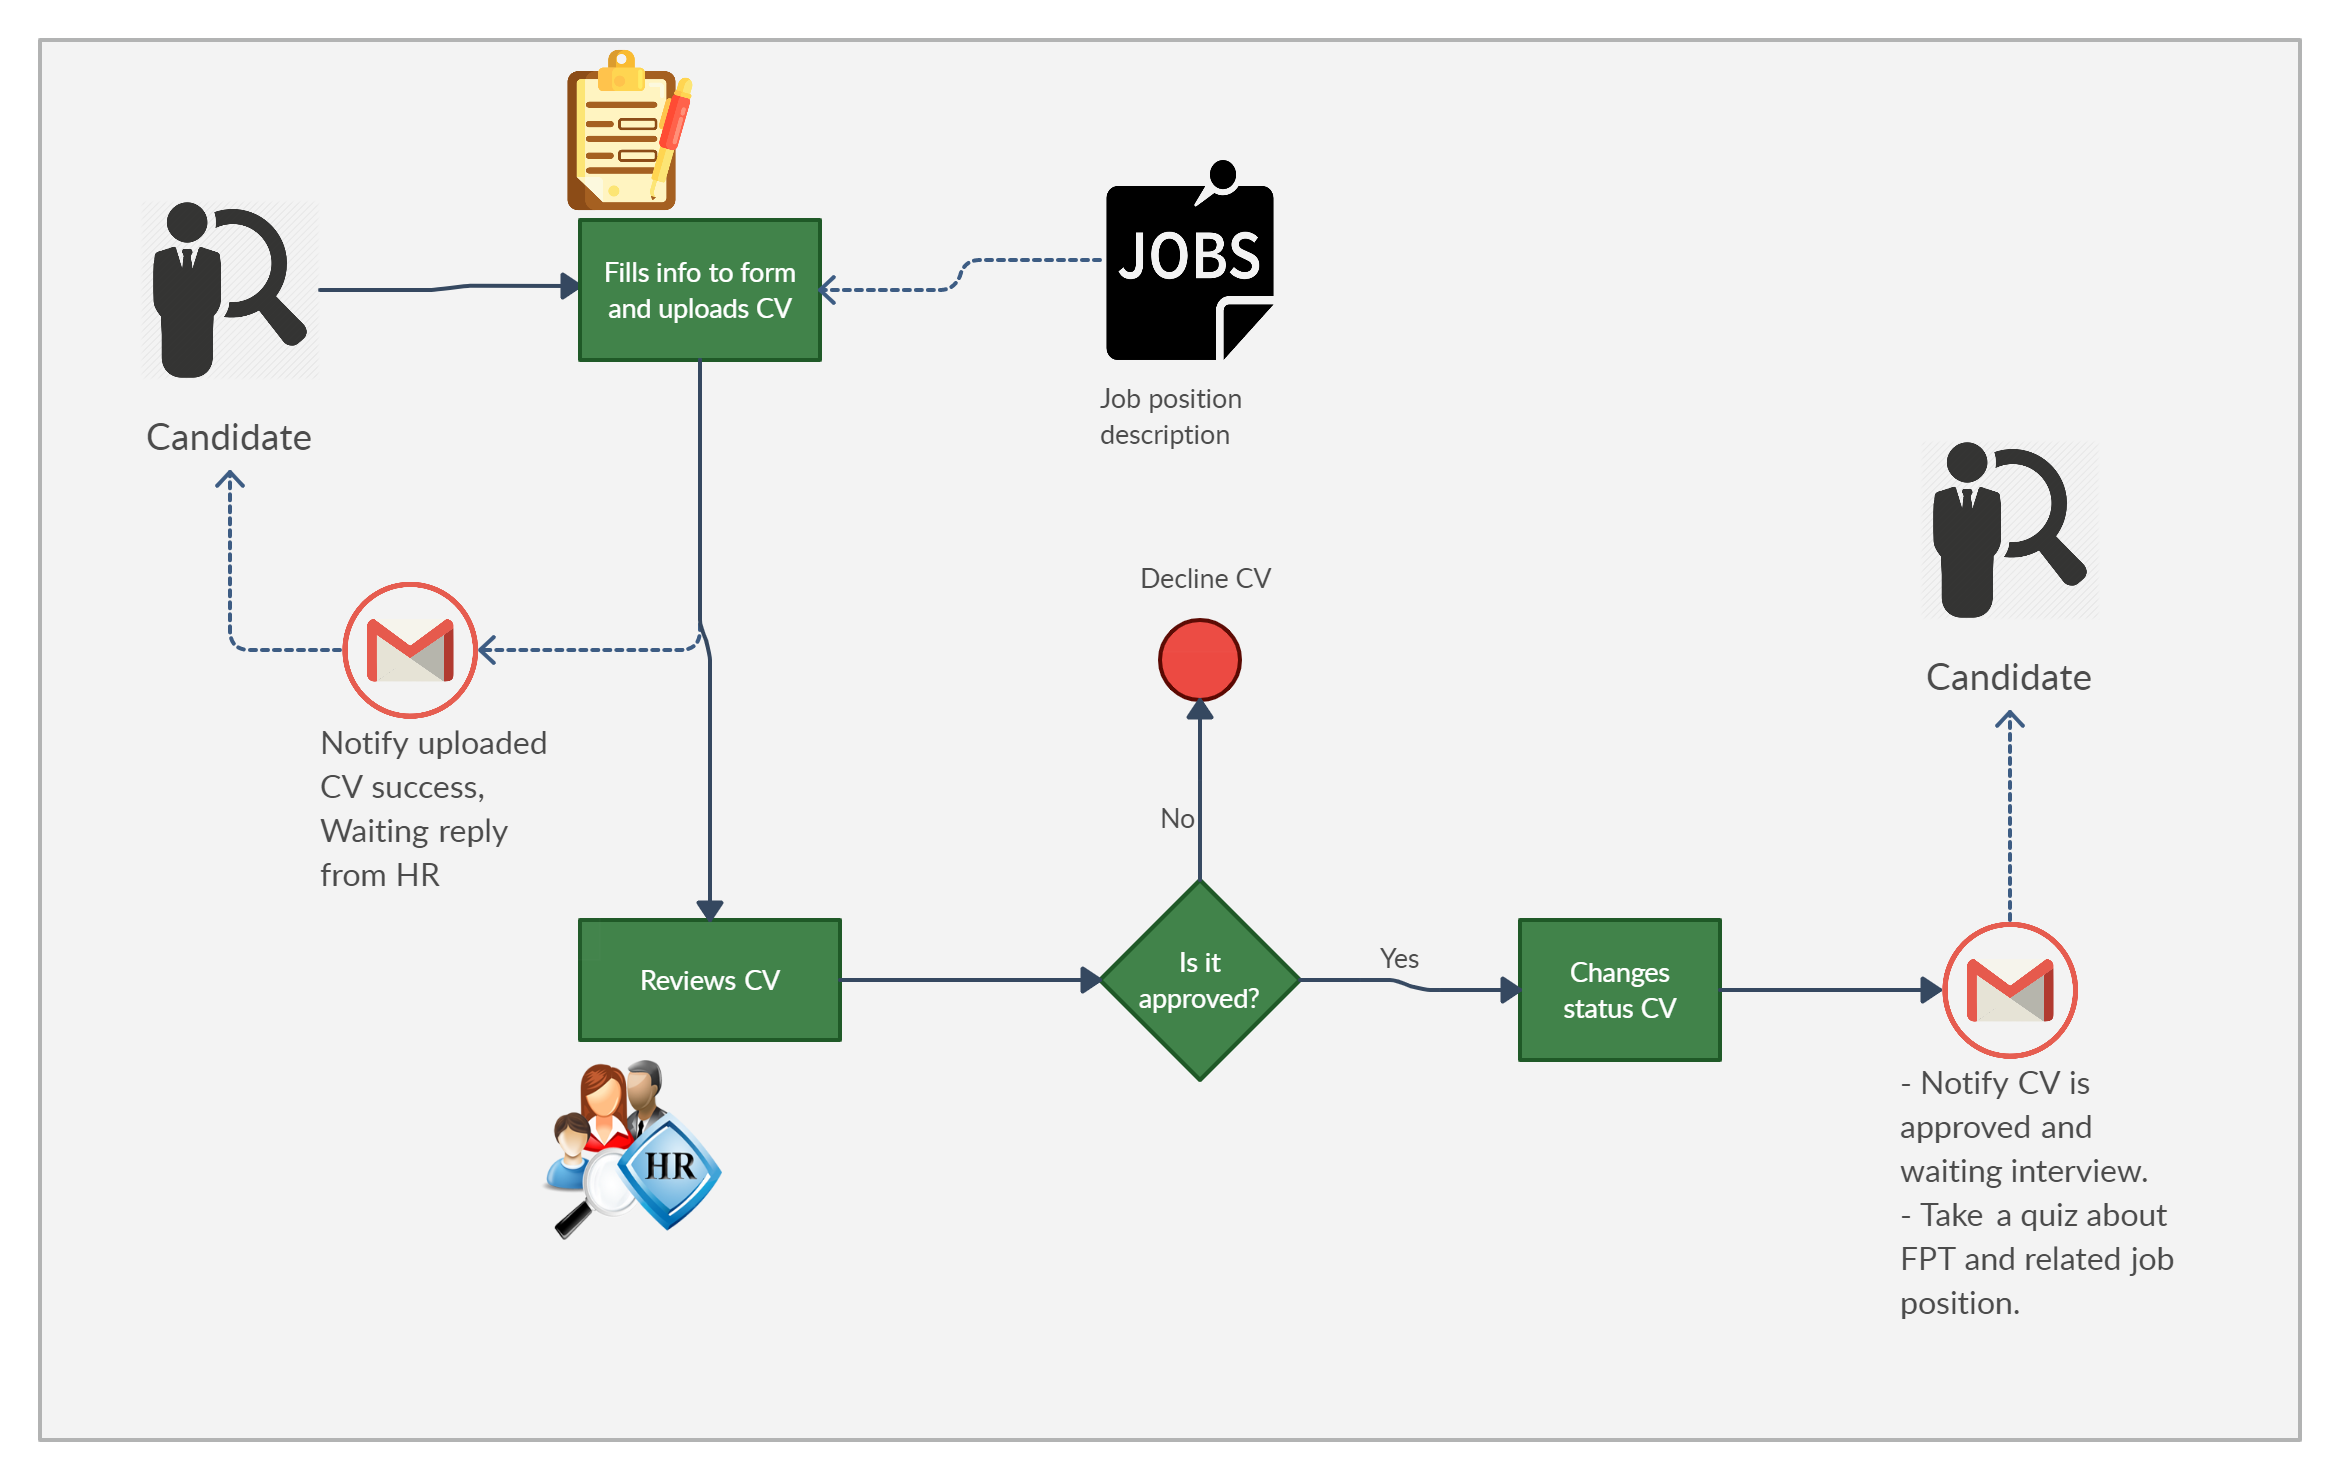 JOBS
Fills info to form
and uploads CV
Job position
description
Candidate
Decline CV
Candidate
Notify uploaded
CV success,
Waiting reply
from HR
No
Reviews CV
Is it
approved?
Yes
Changes
status CV
HR
- Notify CV is
approved and
waiting interview.
- Take a quiz about
FPT and related job
position.